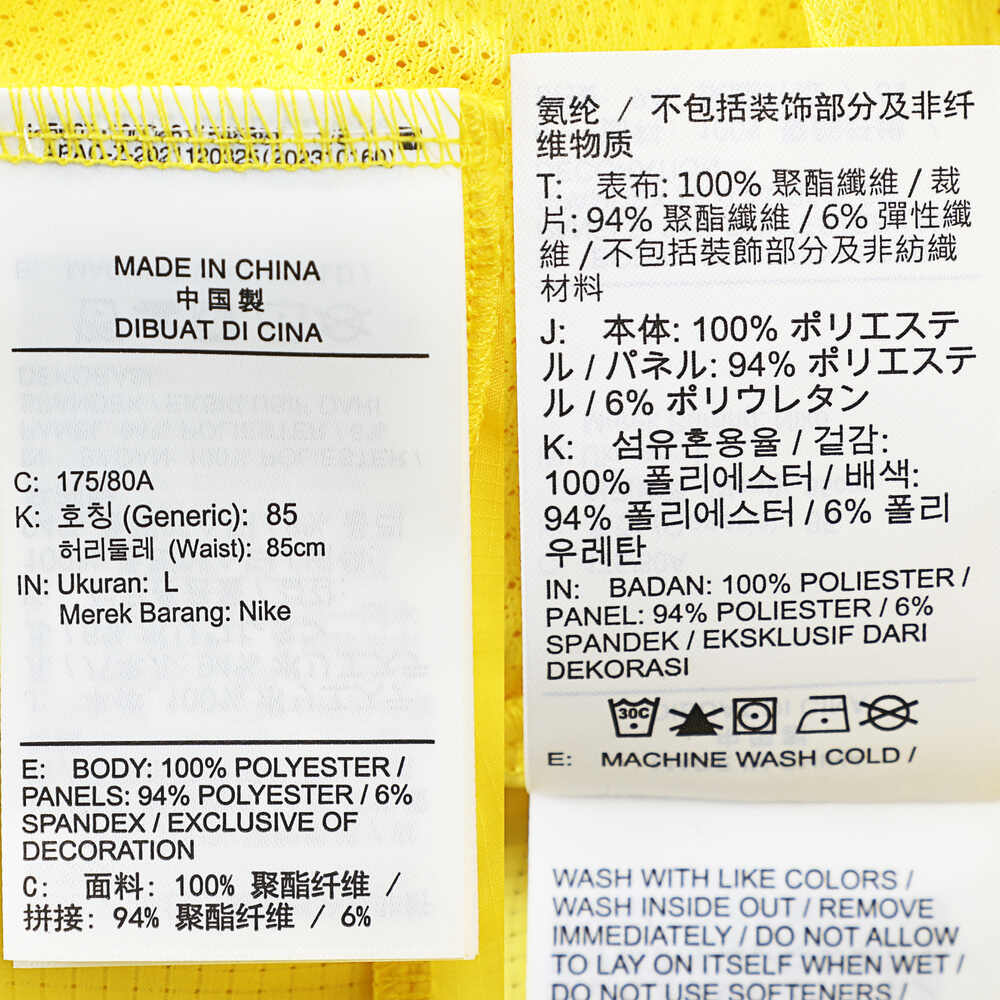 MADE IN CHINA
中国製
DIBUAT DI CINA
C: 175/80A
K: 호칭 (Generic): 85
허리둘레 (Waist): 85cm
IN: Ukuran: L
Merek Barang: Nike
E: BODY: 100% POLYESTER /
PANELS: 94% POLYESTER / 6%
SPANDEX / EXCLUSIVE OF
DECORATION
C: 面料: 100% 聚酯纤维 /
拼接: 94% 聚酯纤维 / 6%
氨纶 / 不包括装饰部分及非纤
维物质
T: 表布: 100% 聚酯纖維 / 裁
片: 94% 聚酯纖維 / 6% 彈性纖
維 / 不包括裝飾部分及非紡織
材料
J: 本体: 100% ポリエステ
ル / パネル: 94% ポリエステ
ル / 6% ポリウレタン
K: 섬유혼용율 / 겉감:
100% 폴리에스터 / 배색:
94% 폴리에스터 / 6% 폴리
우레탄
IN: BADAN: 100% POLIESTER /
PANEL: 94% POLIESTER / 6%
SPANDEK / EKSKLUSIF DARI
DEKORASI
30C
E: MACHINE WASH COLD /
WASH WITH LIKE COLORS /
WASH INSIDE OUT / REMOVE
IMMEDIATELY / DO NOT ALLOW
TO LAY ON ITSELF WHEN WET /
DO NOT USE SOFTENERS /